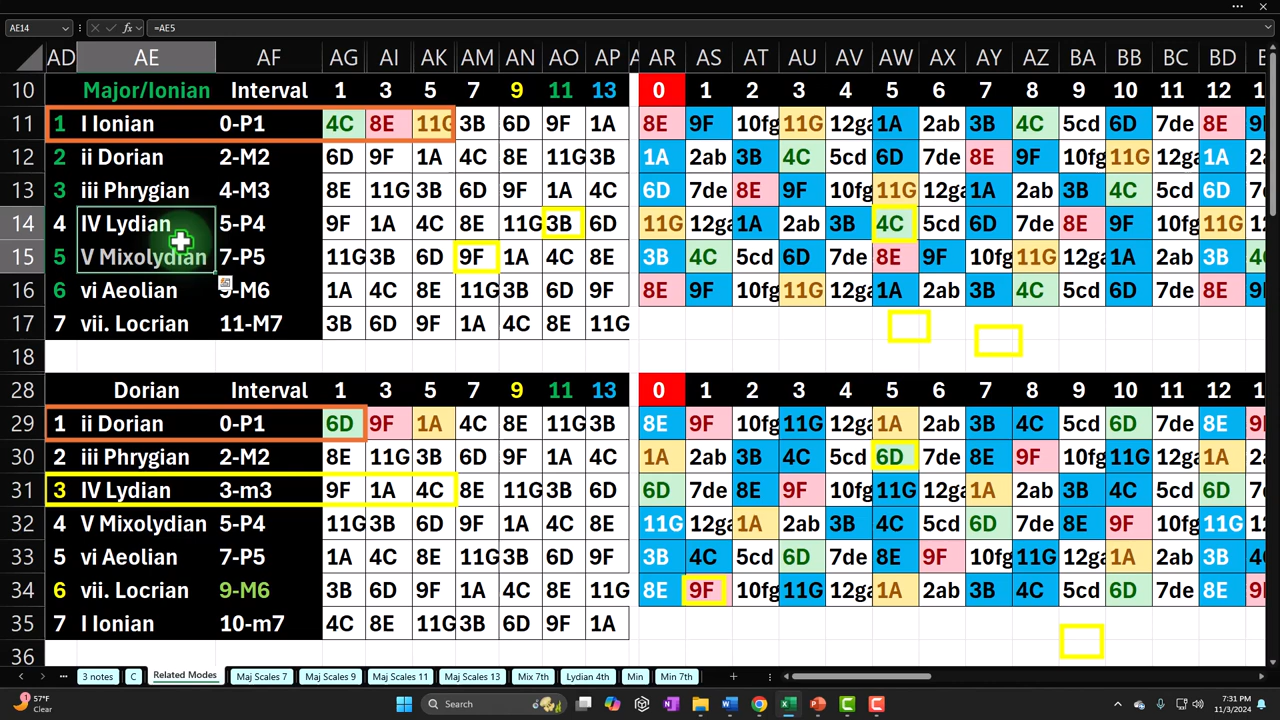 AE14 fx =AE5
AD AE AF AG AI AK AM AN AO AP A AR AS AT AU AV AW AX AY AZ BA BB BC BD
10 Major/Ionian Interval 1 3 5 7 9 11 13 0 1 2 3 4 5 6 7 8 9 10 11 12
11 1 I Ionian 0-P1 4C 8E 11G 3B 6D 9F 1A 8E 9F 10fg 11G 12ga 1A 2ab 3B 4C 5cd 6D 7de 8E
12 2 ii Dorian 2-M2 6D 9F 1A 4C 8E 11G 3B 1A 2ab 3B 4C 5cd 6D 7de 8E 9F 10fg 11G 12ga 1A
13 3 iii Phrygian 4-M3 8E 11G 3B 6D 9F 1A 4C 6D 7de 8E 9F 10fg 11G 12ga 1A 2ab 3B 4C 5cd 6D
14 4 IV Lydian 5-P4 9F 1A 4C 8E 11G 3B 6D 11G 12ga 1A 2ab 3B 4C 5cd 6D 7de 8E 9F 10fg 11G
15 5 V Mixolydian 7-P5 11G 3B 6D 9F 1A 4C 8E 3B 4C 5cd 6D 7de 8E 9F 10fg 11G 12ga 1A 2ab 3B
16 6 vi Aeolian 9-M6 1A 4C 8E 11G 3B 6D 9F 8E 9F 10fg 11G 12ga 1A 2ab 3B 4C 5cd 6D 7de 8E
17 7 vii. Locrian 11-M7 3B 6D 9F 1A 4C 8E 11G
18
28 Dorian Interval 1 3 5 7 9 11 13 0 1 2 3 4 5 6 7 8 9 10 11 12
29 1 ii Dorian 0-P1 6D 9F 1A 4C 8E 11G 3B 8E 9F 10fg 11G 12ga 1A 2ab 3B 4C 5cd 6D 7de 8E
30 2 iii Phrygian 2-M2 8E 11G 3B 6D 9F 1A 4C 1A 2ab 3B 4C 5cd 6D 7de 8E 9F 10fg 11G 12ga 1A
31 3 IV Lydian 3-m3 9F 1A 4C 8E 11G 3B 6D 6D 7de 8E 9F 10fg 11G 12ga 1A 2ab 3B 4C 5cd 6D
32 4 V Mixolydian 5-P4 11G 3B 6D 9F 1A 4C 8E 11G 12ga 1A 2ab 3B 4C 5cd 6D 7de 8E 9F 10fg 11G
33 5 vi Aeolian 7-P5 1A 4C 8E 11G 3B 6D 9F 3B 4C 5cd 6D 7de 8E 9F 10fg 11G 12ga 1A 2ab 3B
34 6 vii. Locrian 9-M6 3B 6D 9F 1A 4C 8E 11G 8E 9F 10fg 11G 12ga 1A 2ab 3B 4C 5cd 6D 7de 8E
35 7 I Ionian 10-m7 4C 8E 11G 3B 6D 9F 1A
36
3 notes C Related Modes Maj Scales 7 Maj Scales 9 Maj Scales 11 Maj Scales 13 Mix 7th Lydian 4th Min Min 7th
57°F
Clear
Search
7:31 PM
11/3/2024